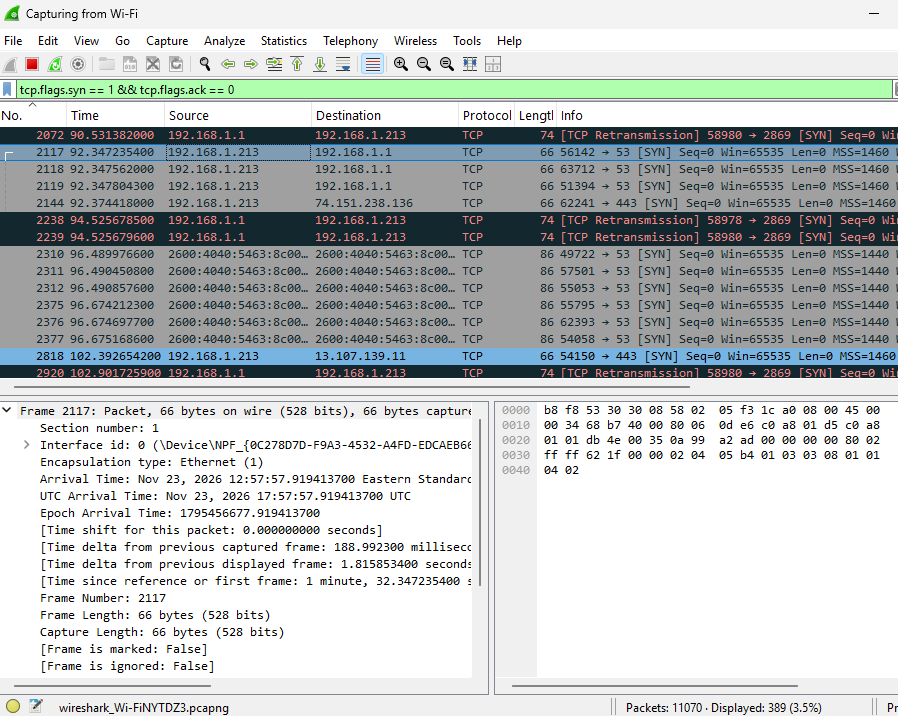 Capturing from Wi-Fi
File Edit View Go Capture Analyze Statistics Telephony Wireless Tools Help
tcp.flags.syn == 1 && tcp.flags.ack == 0
No. Time Source Destination Protocol Lengtl Info
2072 90.531382000 192.168.1.1 192.168.1.213 TCP 74 [TCP Retransmission] 58980 → 2869 [SYN] Seq=0 Win
2117 92.347235400 192.168.1.213 192.168.1.1 TCP 66 56142 → 53 [SYN] Seq=0 Win=65535 Len=0 MSS=1460
2118 92.347562000 192.168.1.213 192.168.1.1 TCP 66 63712 → 53 [SYN] Seq=0 Win=65535 Len=0 MSS=1460
2119 92.347804300 192.168.1.213 192.168.1.1 TCP 66 51394 → 53 [SYN] Seq=0 Win=65535 Len=0 MSS=1460
2144 92.374418000 192.168.1.213 74.151.238.136 TCP 66 62241 → 443 [SYN] Seq=0 Win=65535 Len=0 MSS=1460
2238 94.525678500 192.168.1.1 192.168.1.213 TCP 74 [TCP Retransmission] 58978 → 2869 [SYN] Seq=0 Win
2239 94.525679600 192.168.1.1 192.168.1.213 TCP 74 [TCP Retransmission] 58980 → 2869 [SYN] Seq=0 Win
2310 96.489976600 2600:4040:5463:8c00… 2600:4040:5463:8c00… TCP 86 49722 → 53 [SYN] Seq=0 Win=65535 Len=0 MSS=1440
2311 96.490450800 2600:4040:5463:8c00… 2600:4040:5463:8c00… TCP 86 57501 → 53 [SYN] Seq=0 Win=65535 Len=0 MSS=1440
2312 96.490857600 2600:4040:5463:8c00… 2600:4040:5463:8c00… TCP 86 55053 → 53 [SYN] Seq=0 Win=65535 Len=0 MSS=1440
2375 96.674212300 2600:4040:5463:8c00… 2600:4040:5463:8c00… TCP 86 55795 → 53 [SYN] Seq=0 Win=65535 Len=0 MSS=1440
2376 96.674697700 2600:4040:5463:8c00… 2600:4040:5463:8c00… TCP 86 62393 → 53 [SYN] Seq=0 Win=65535 Len=0 MSS=1440
2377 96.675168600 2600:4040:5463:8c00… 2600:4040:5463:8c00… TCP 86 54058 → 53 [SYN] Seq=0 Win=65535 Len=0 MSS=1440
2818 102.392654200 192.168.1.213 13.107.139.11 TCP 66 54150 → 443 [SYN] Seq=0 Win=65535 Len=0 MSS=1460
2920 102.901725900 192.168.1.1 192.168.1.213 TCP 74 [TCP Retransmission] 58980 → 2869 [SYN] Seq=0 Win
Frame 2117: Packet, 66 bytes on wire (528 bits), 66 bytes capture
Section number: 1
Interface id: 0 (\Device\NPF_{0C278D7D-F9A3-4532-A4FD-EDCAEB66
Encapsulation type: Ethernet (1)
Arrival Time: Nov 23, 2026 12:57:57.919413700 Eastern Standard
UTC Arrival Time: Nov 23, 2026 17:57:57.919413700 UTC
Epoch Arrival Time: 1795456677.919413700
[Time shift for this packet: 0.000000000 seconds]
[Time delta from previous captured frame: 188.992300 millisec
[Time delta from previous displayed frame: 1.815853400 second
[Time since reference or first frame: 1 minute, 32.347235400 s
Frame Number: 2117
Frame Length: 66 bytes (528 bits)
Capture Length: 66 bytes (528 bits)
[Frame is marked: False]
[Frame is ignored: False]
0000 b8 f8 53 30 30 08 58 02 05 f3 1c a0 08 00 45 00
0010 00 34 68 b7 40 00 80 06 0d e6 c0 a8 01 d5 c0 a8
0020 01 01 db 4e 00 35 0a 99 a2 ad 00 00 00 00 80 02
0030 ff ff 62 1f 00 00 02 04 05 b4 01 03 03 08 01 01
0040 04 02
wireshark_Wi-FiNYTDZ3.pcapng
Packets: 11070 · Displayed: 389 (3.5%)
Pr